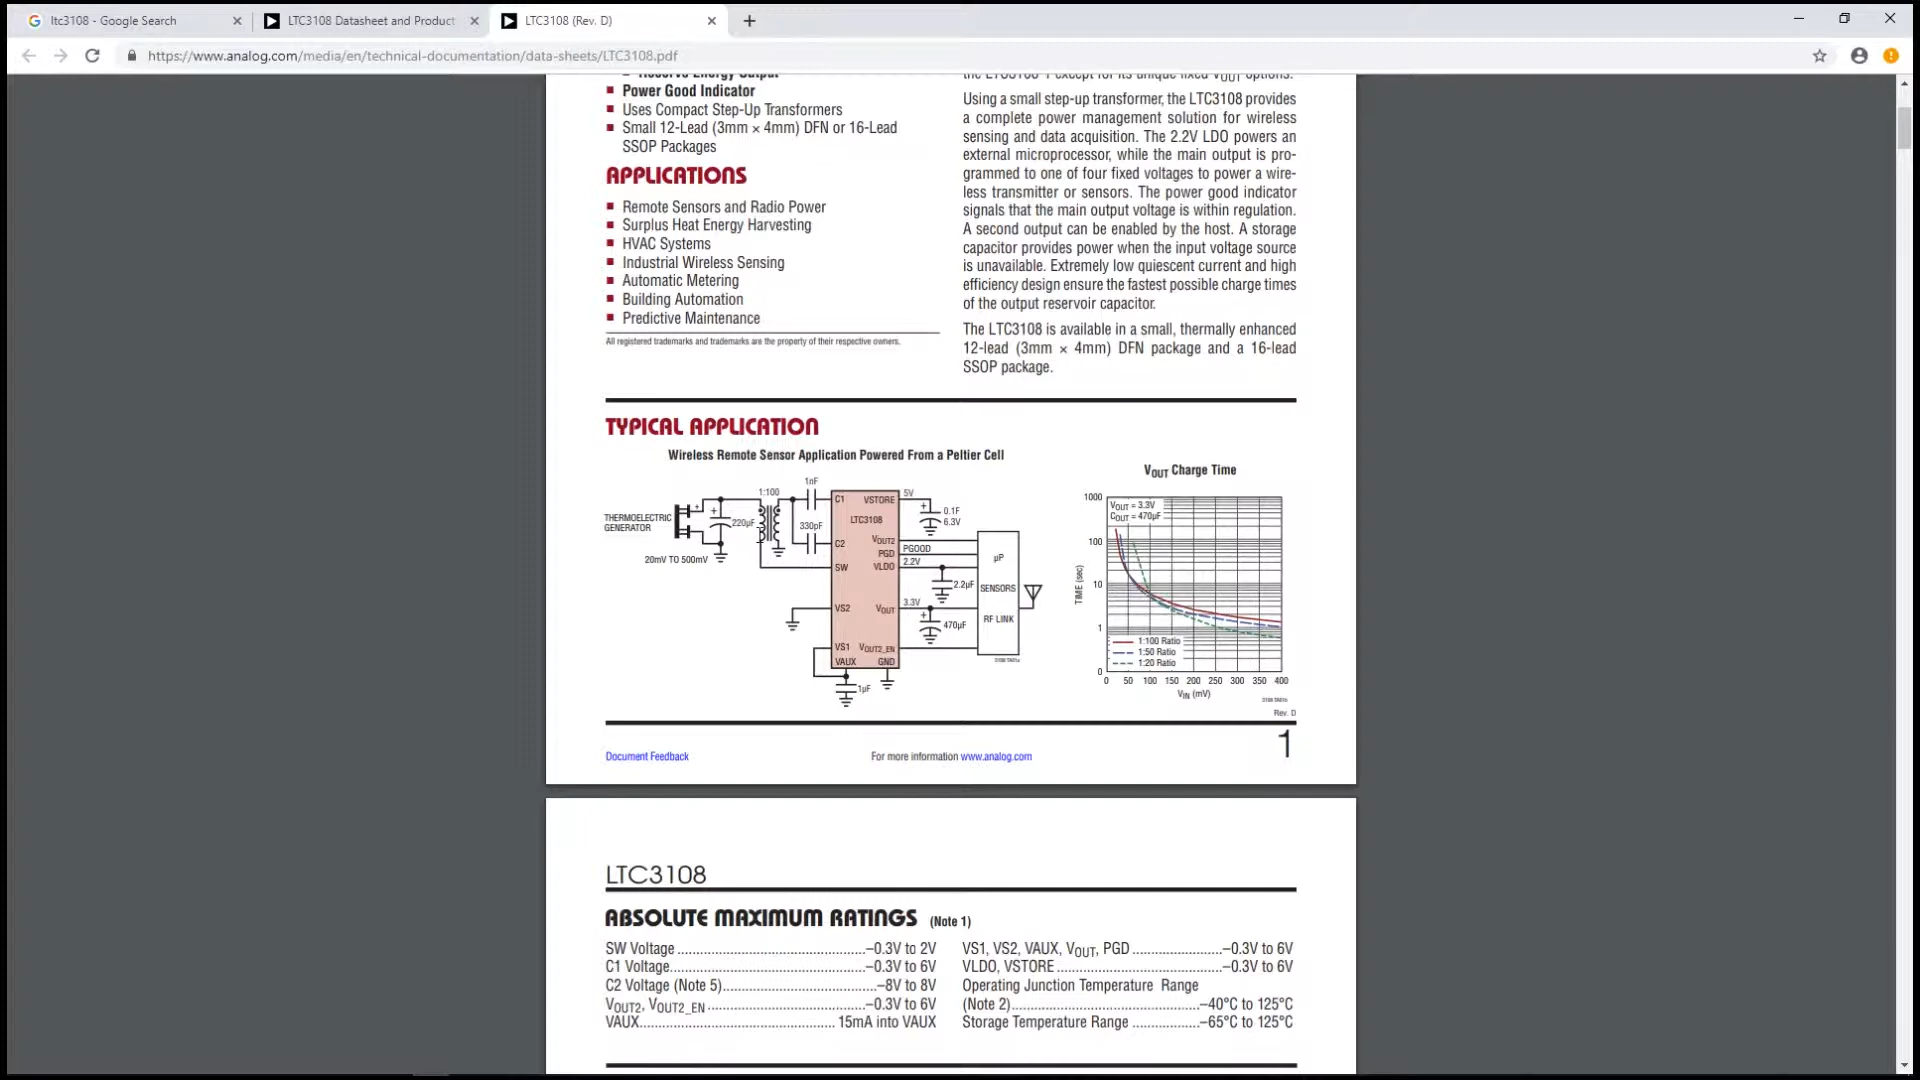 ltc3108 - Google Search
LTC3108 Datasheet and Product
LTC3108 (Rev. D)
https://www.analog.com/media/en/technical-documentation/data-sheets/LTC3108.pdf
Reserve Energy Output
Power Good Indicator
Uses Compact Step-Up Transformers
Small 12-Lead (3mm × 4mm) DFN or 16-Lead
SSOP Packages
APPLICATIONS
Remote Sensors and Radio Power
Surplus Heat Energy Harvesting
HVAC Systems
Industrial Wireless Sensing
Automatic Metering
Building Automation
Predictive Maintenance
All registered trademarks and trademarks are the property of their respective owners.
the LTC3108-1 except for its unique fixed VOUT options.
Using a small step-up transformer, the LTC3108 provides
a complete power management solution for wireless
sensing and data acquisition. The 2.2V LDO powers an
external microprocessor, while the main output is pro-
grammed to one of four fixed voltages to power a wire-
less transmitter or sensors. The power good indicator
signals that the main output voltage is within regulation.
A second output can be enabled by the host. A storage
capacitor provides power when the input voltage source
is unavailable. Extremely low quiescent current and high
efficiency design ensure the fastest possible charge times
of the output reservoir capacitor.
The LTC3108 is available in a small, thermally enhanced
12-lead (3mm × 4mm) DFN package and a 16-lead
SSOP package.
TYPICAL APPLICATION
Wireless Remote Sensor Application Powered From a Peltier Cell
THERMOELECTRIC
GENERATOR
20mV TO 500mV
+
+
220µF
1:100
1nF
330pF
C1
C2
SW
VS2
VS1
VAUX
1µF
LTC3108
VSTORE
VOUT2
PGD
VLDO
VOUT
VOUT2_EN
GND
5V
+
0.1F
6.3V
PGOOD
2.2V
2.2µF
3.3V
+
470µF
µP
SENSORS
RF LINK
3108 TA01a
VOUT Charge Time
VOUT = 3.3V
COUT = 470µF
TIME (sec)
1000
100
10
1
0
1:100 Ratio
1:50 Ratio
1:20 Ratio
0 50 100 150 200 250 300 350 400
VIN (mV)
3108 TA01b
Rev. D
Document Feedback
For more information www.analog.com
1
LTC3108
ABSOLUTE MAXIMUM RATINGS (Note 1)
SW Voltage ..............................................–0.3V to 2V
C1 Voltage................................................–0.3V to 6V
C2 Voltage (Note 5)......................................–8V to 8V
VOUT2, VOUT2_EN .......................................–0.3V to 6V
VAUX................................................ 15mA into VAUX
VS1, VS2, VAUX, VOUT, PGD .......................–0.3V to 6V
VLDO, VSTORE ..........................................–0.3V to 6V
Operating Junction Temperature Range
(Note 2)................................................–40°C to 125°C
Storage Temperature Range .................–65°C to 125°C